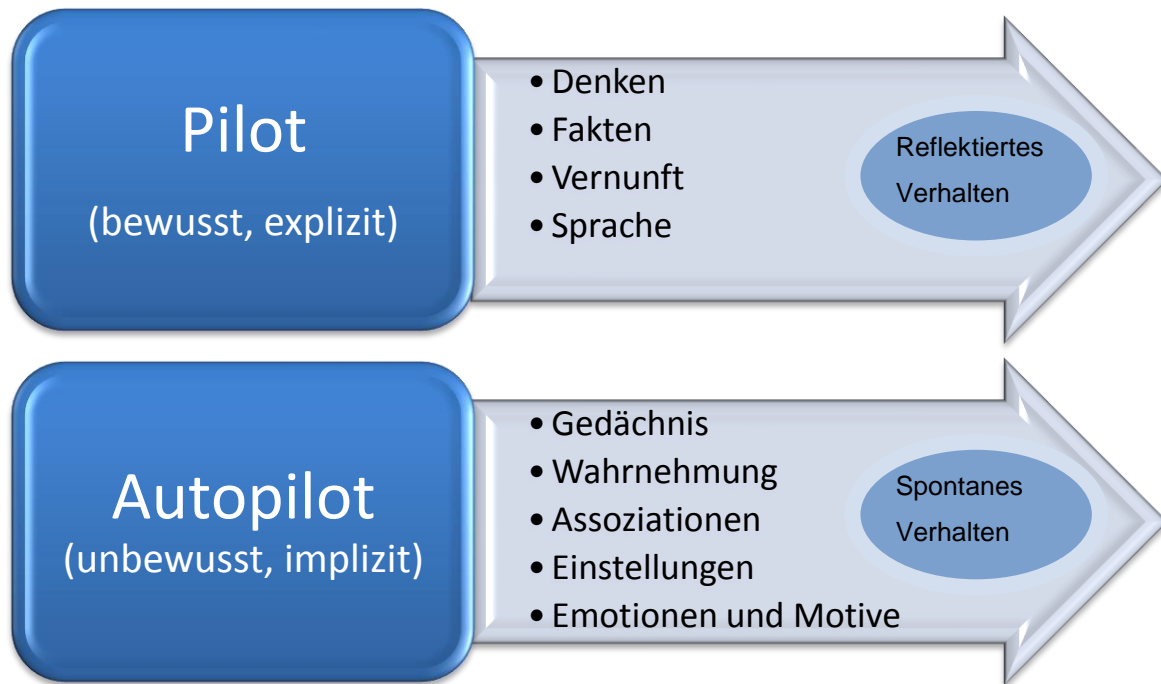 Pilot
(bewusst, explizit)
• Denken
• Fakten
• Vernunft
• Sprache
Reflektiertes
Verhalten
Autopilot
(unbewusst, implizit)
• Gedächnis
• Wahrnehmung
• Assoziationen
• Einstellungen
• Emotionen und Motive
Spontanes
Verhalten